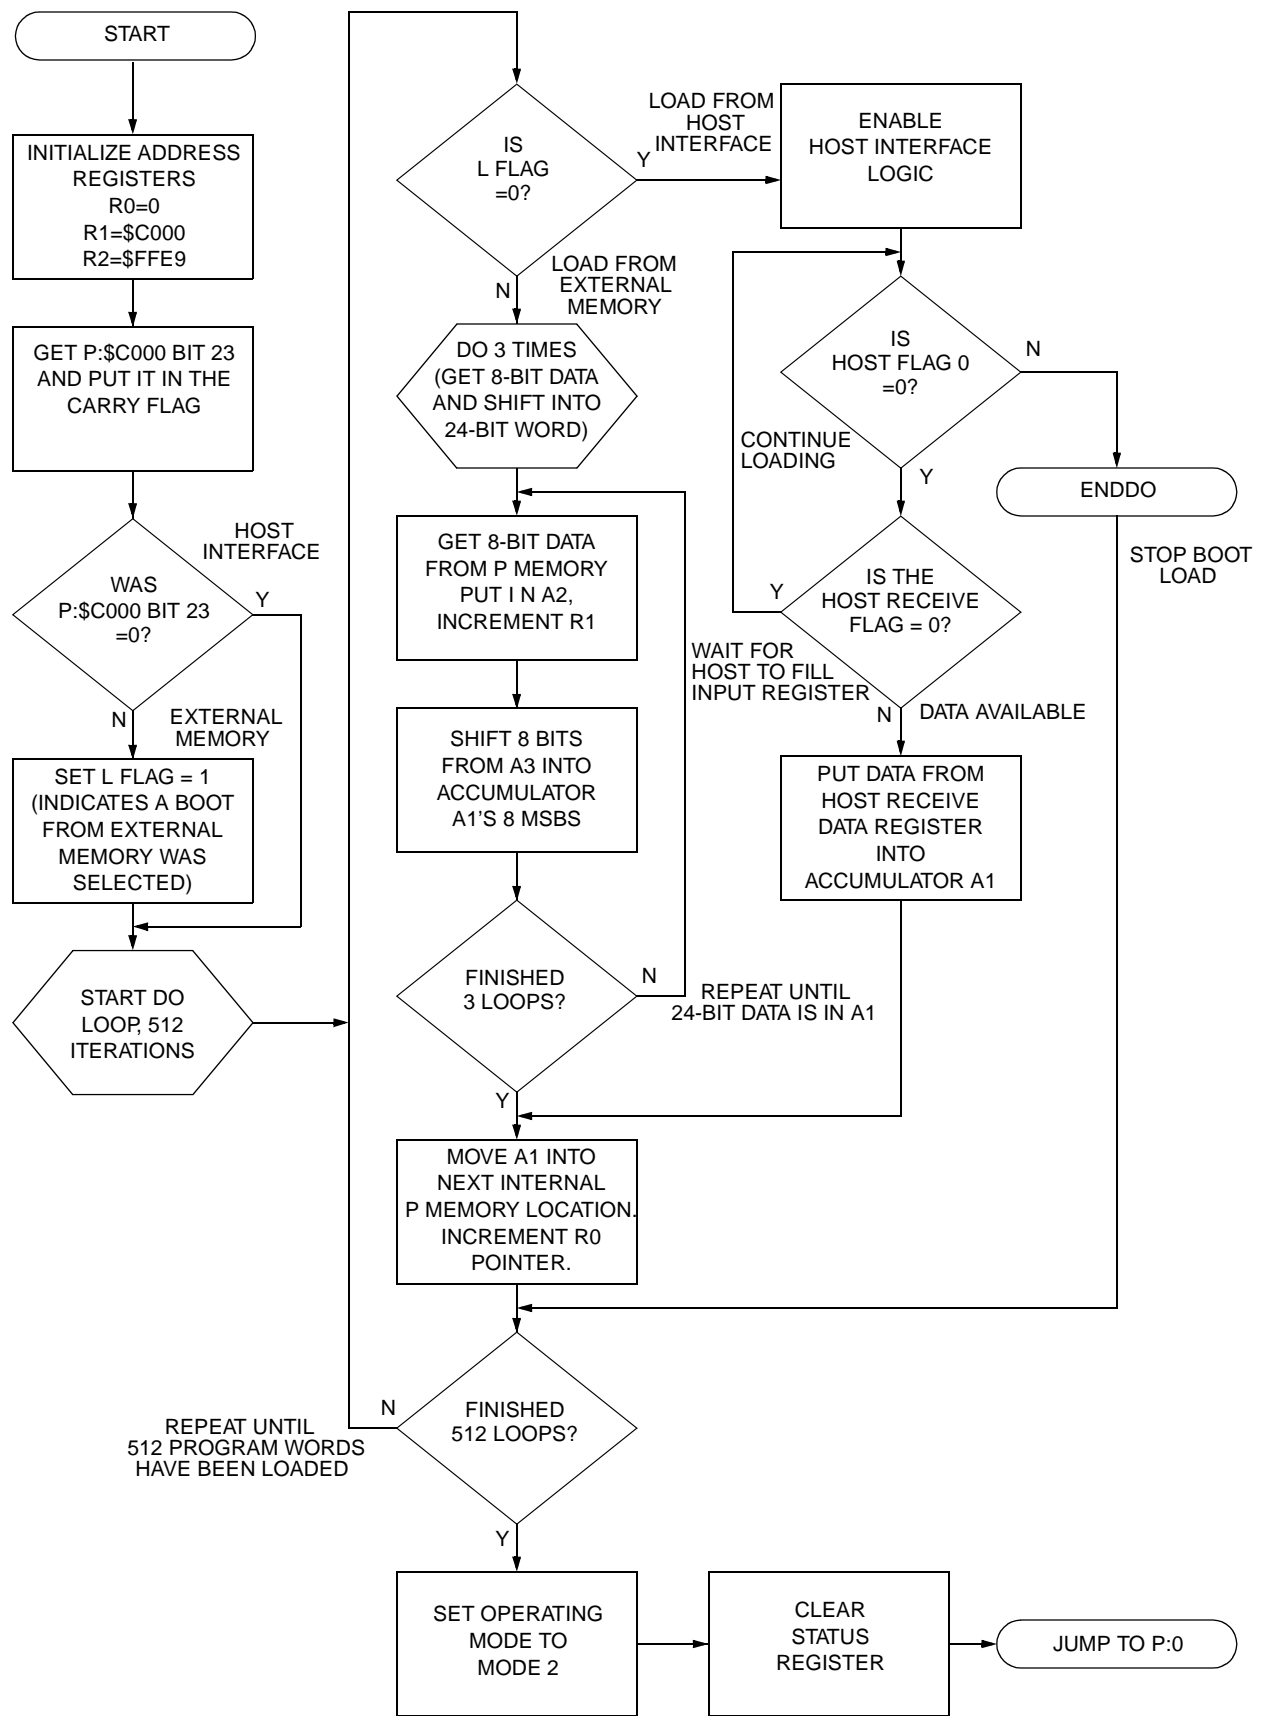 START
INITIALIZE ADDRESS
REGISTERS
R0=0
R1=$C000
R2=$FFE9
GET P:$C000 BIT 23
AND PUT IT IN THE
CARRY FLAG
HOST
INTERFACE
WAS
P:$C000 BIT 23
=0?
Y
N
EXTERNAL
MEMORY
SET L FLAG = 1
(INDICATES A BOOT
FROM EXTERNAL
MEMORY WAS
SELECTED)
START DO
LOOP, 512
ITERATIONS
IS
L FLAG
=0?
LOAD FROM
HOST
INTERFACE
Y
N
LOAD FROM
EXTERNAL
MEMORY
DO 3 TIMES
(GET 8-BIT DATA
AND SHIFT INTO
24-BIT WORD)
GET 8-BIT DATA
FROM P MEMORY
PUT I N A2,
INCREMENT R1
SHIFT 8 BITS
FROM A3 INTO
ACCUMULATOR
A1'S 8 MSBS
FINISHED
3 LOOPS?
N
REPEAT UNTIL
24-BIT DATA IS IN A1
Y
ENABLE
HOST INTERFACE
LOGIC
IS
HOST FLAG 0
=0?
N
CONTINUE
LOADING
Y
ENDDO
STOP BOOT
LOAD
IS THE
HOST RECEIVE
FLAG = 0?
Y
WAIT FOR
HOST TO FILL
INPUT REGISTER
N
DATA AVAILABLE
PUT DATA FROM
HOST RECEIVE
DATA REGISTER
INTO
ACCUMULATOR A1
MOVE A1 INTO
NEXT INTERNAL
P MEMORY LOCATION.
INCREMENT R0
POINTER.
FINISHED
512 LOOPS?
N
REPEAT UNTIL
512 PROGRAM WORDS
HAVE BEEN LOADED
Y
SET OPERATING
MODE TO
MODE 2
CLEAR
STATUS
REGISTER
JUMP TO P:0